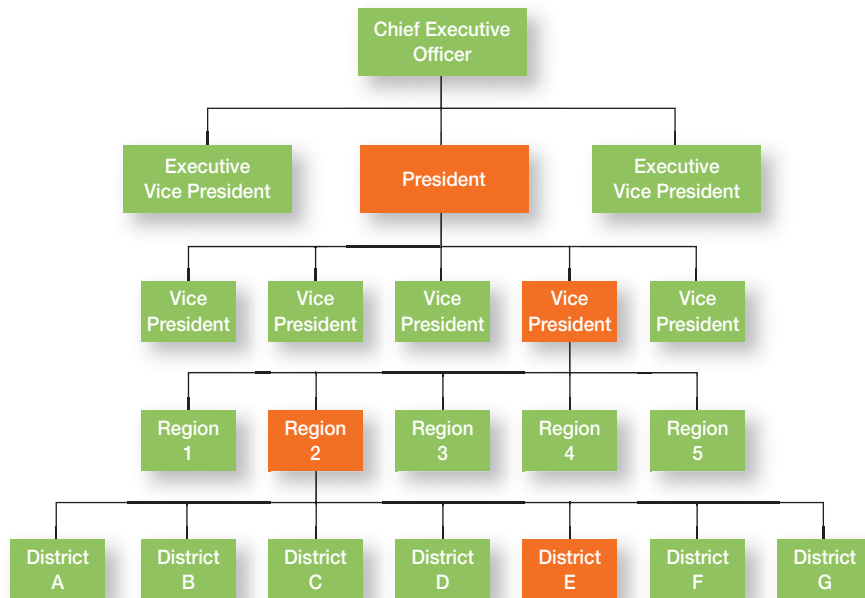 Chief Executive
Officer
Executive
Vice President
President
Executive
Vice President
Vice
President
Vice
President
Vice
President
Vice
President
Vice
President
Region
1
Region
2
Region
3
Region
4
Region
5
District
A
District
B
District
C
District
D
District
E
District
F
District
G